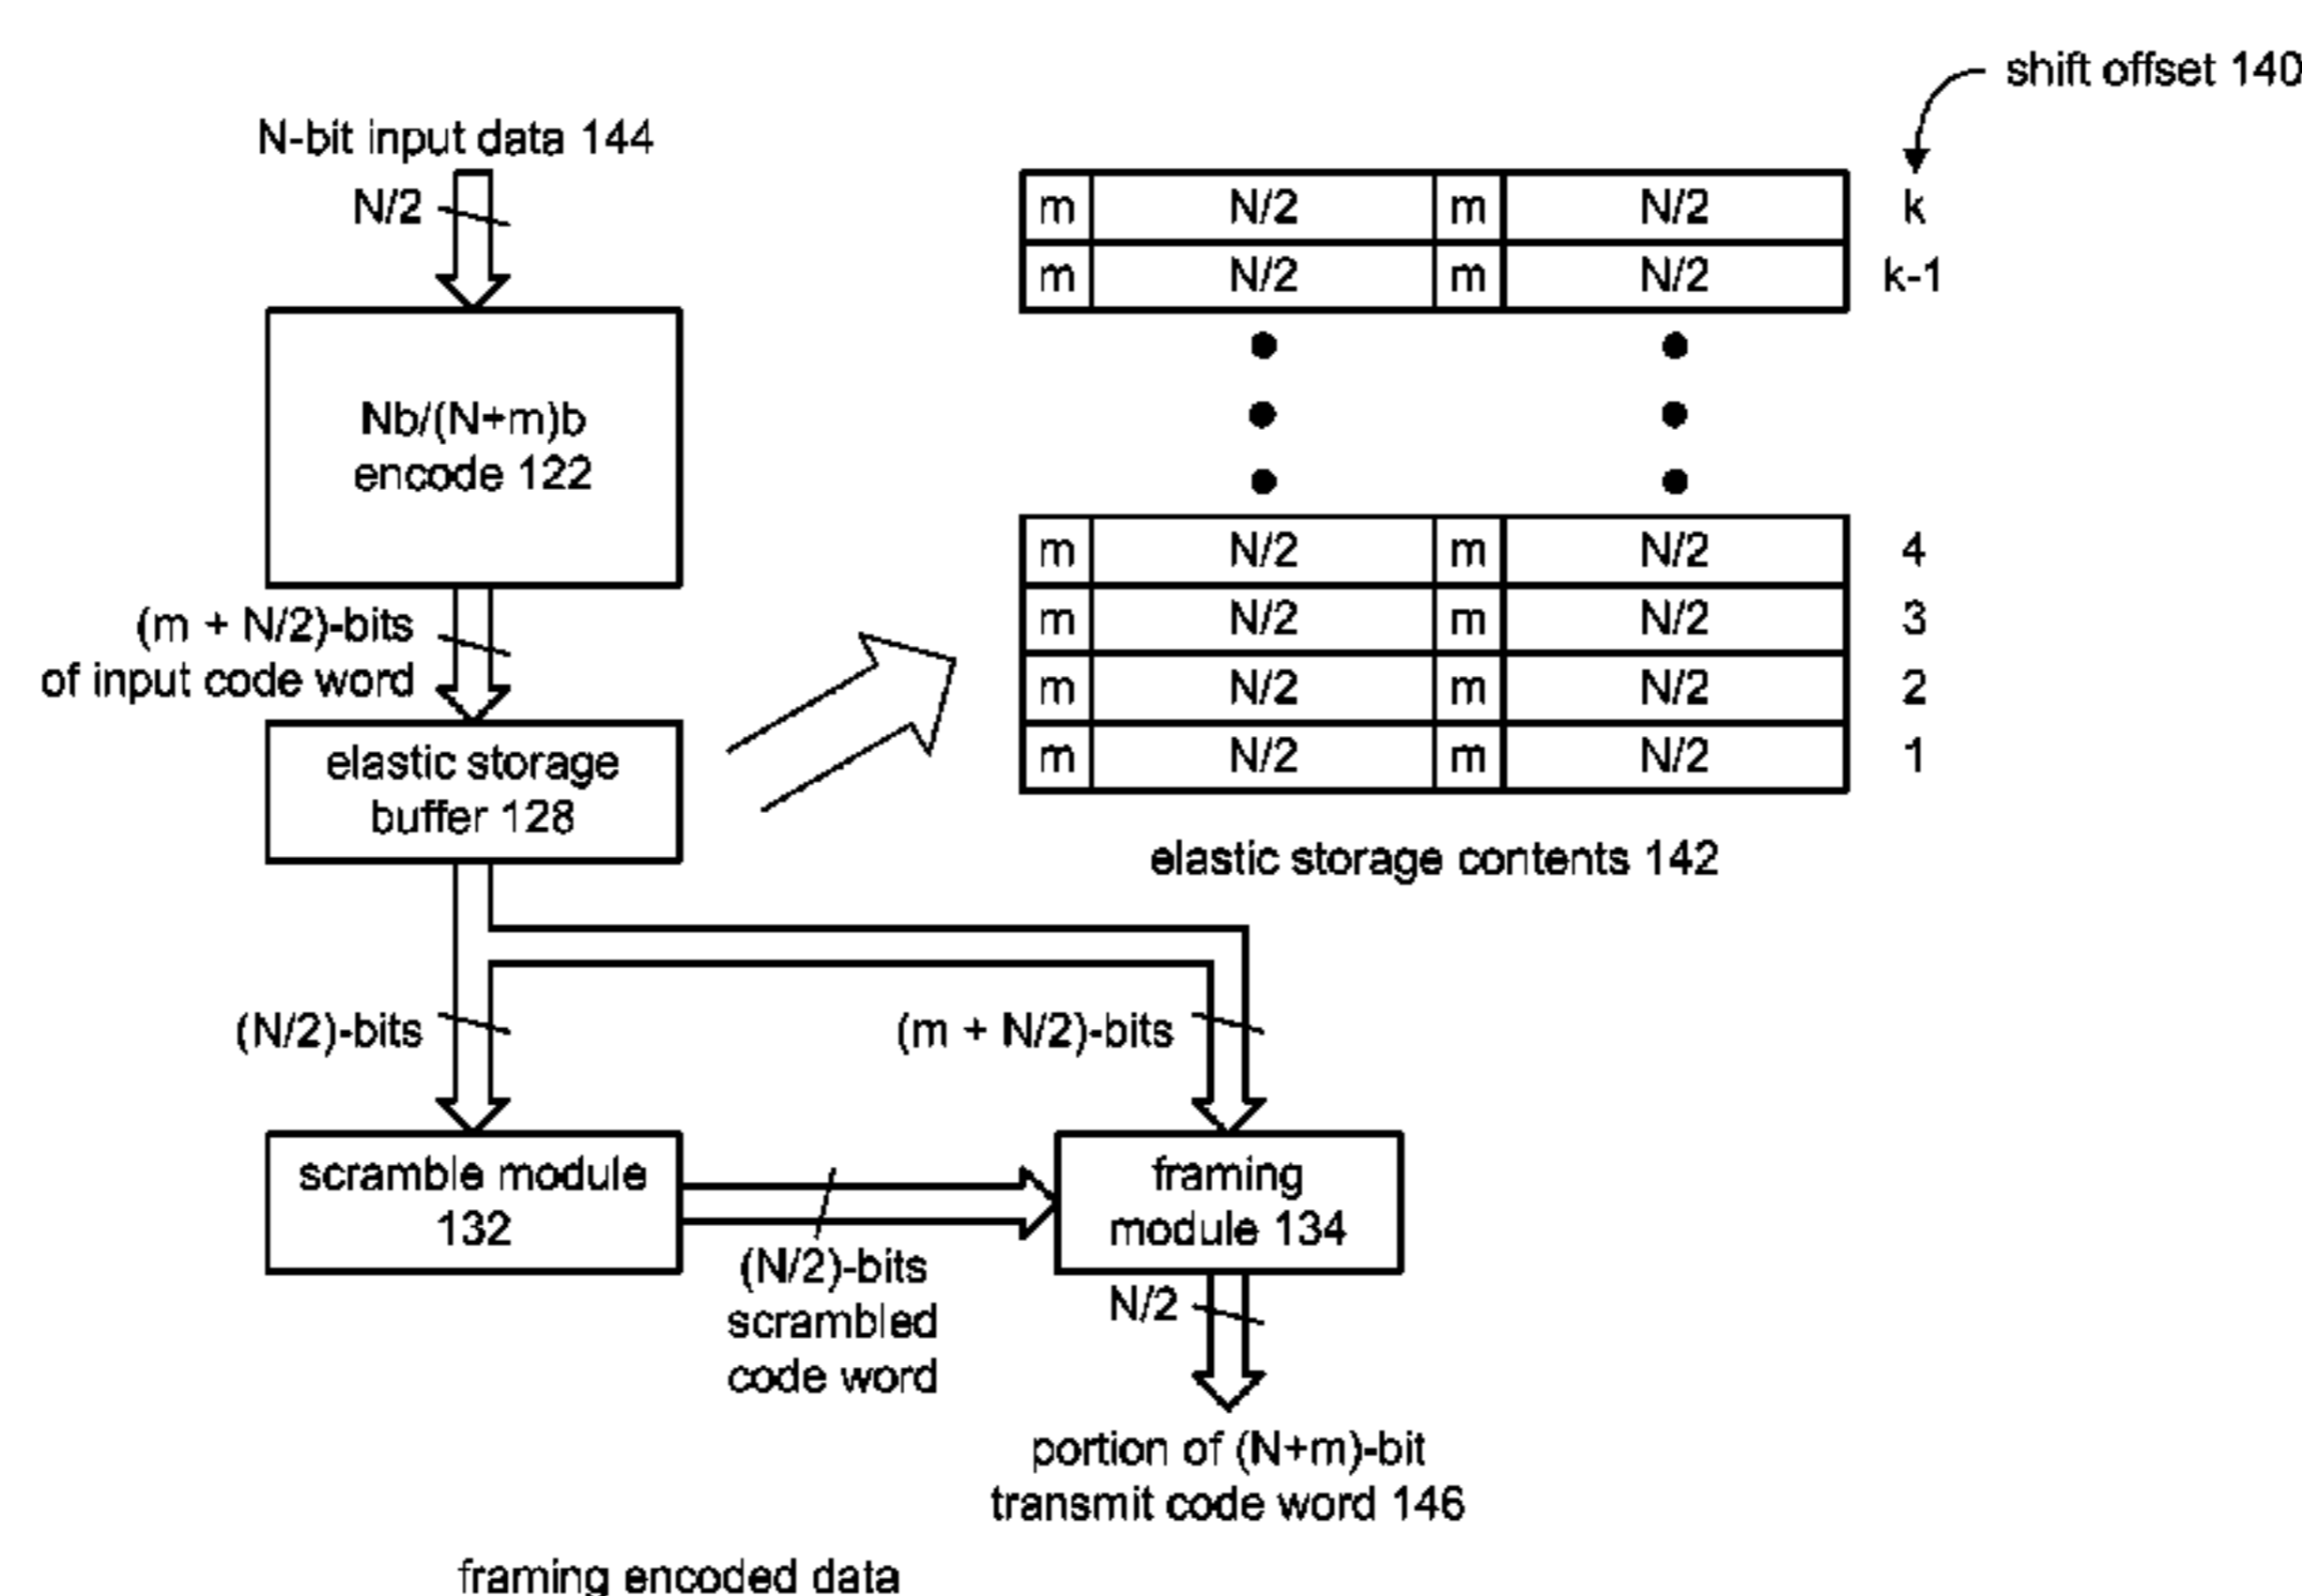 shift offset 140
N-bit input data 144
N/2
Nb/(N+m)b
encode 122
(m + N/2)-bits
of input code word
elastic storage
buffer 128
m N/2 m N/2 k
m N/2 m N/2 k-1
m N/2 m N/2 4
m N/2 m N/2 3
m N/2 m N/2 2
m N/2 m N/2 1
elastic storage contents 142
(N/2)-bits
(m + N/2)-bits
scramble module
132
(N/2)-bits
scrambled
code word
framing
module 134
N/2
portion of (N+m)-bit
transmit code word 146
framing encoded data